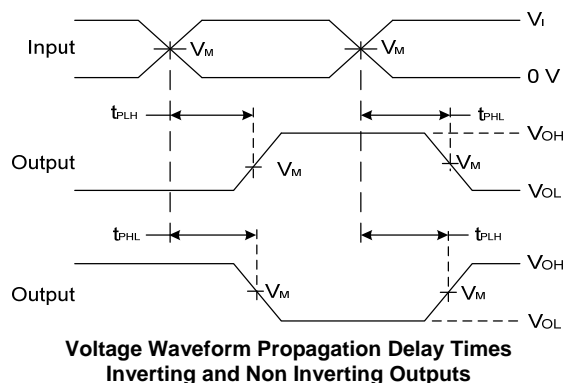 Input
VM
VM
VI
0 V
tPLH
tPHL
Output
VM
VM
VOH
VOL
tPHL
tPLH
Output
VM
VM
VOH
VOL
Voltage Waveform Propagation Delay Times
Inverting and Non Inverting Outputs